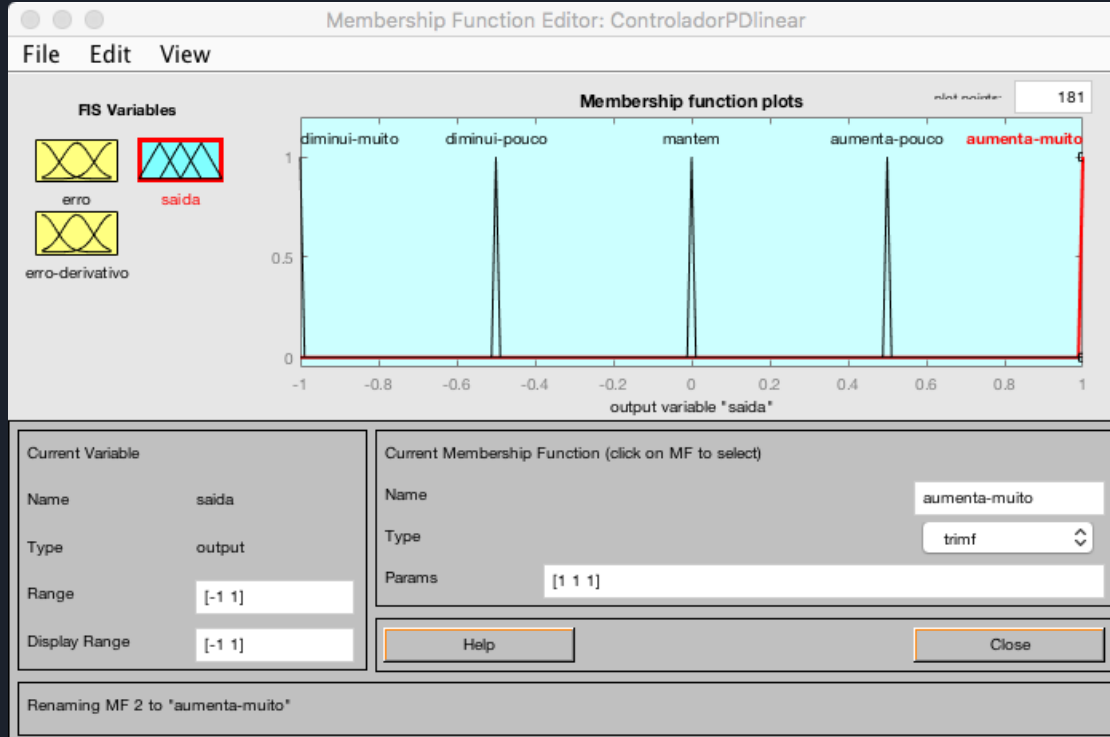 Membership Function Editor: ControladorPDlinear
File Edit View
FIS Variables
erro
saida
erro-derivativo
Membership function plots
plot points:
181
diminui-muito diminui-pouco mantem aumenta-pouco aumenta-muito
1
0.5
0
-1 -0.8 -0.6 -0.4 -0.2 0 0.2 0.4 0.6 0.8 1
output variable "saida"
Current Variable
Name saida
Type output
Range [-1 1]
Display Range [-1 1]
Current Membership Function (click on MF to select)
Name aumenta-muito
Type trimf
Params [1 1 1]
Help Close
Renaming MF 2 to "aumenta-muito"